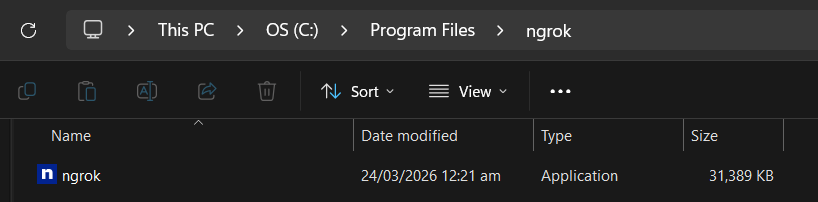 This PC > OS (C:) > Program Files > ngrok
Sort View
Name Date modified Type Size
n ngrok 24/03/2026 12:21 am Application 31,389 KB